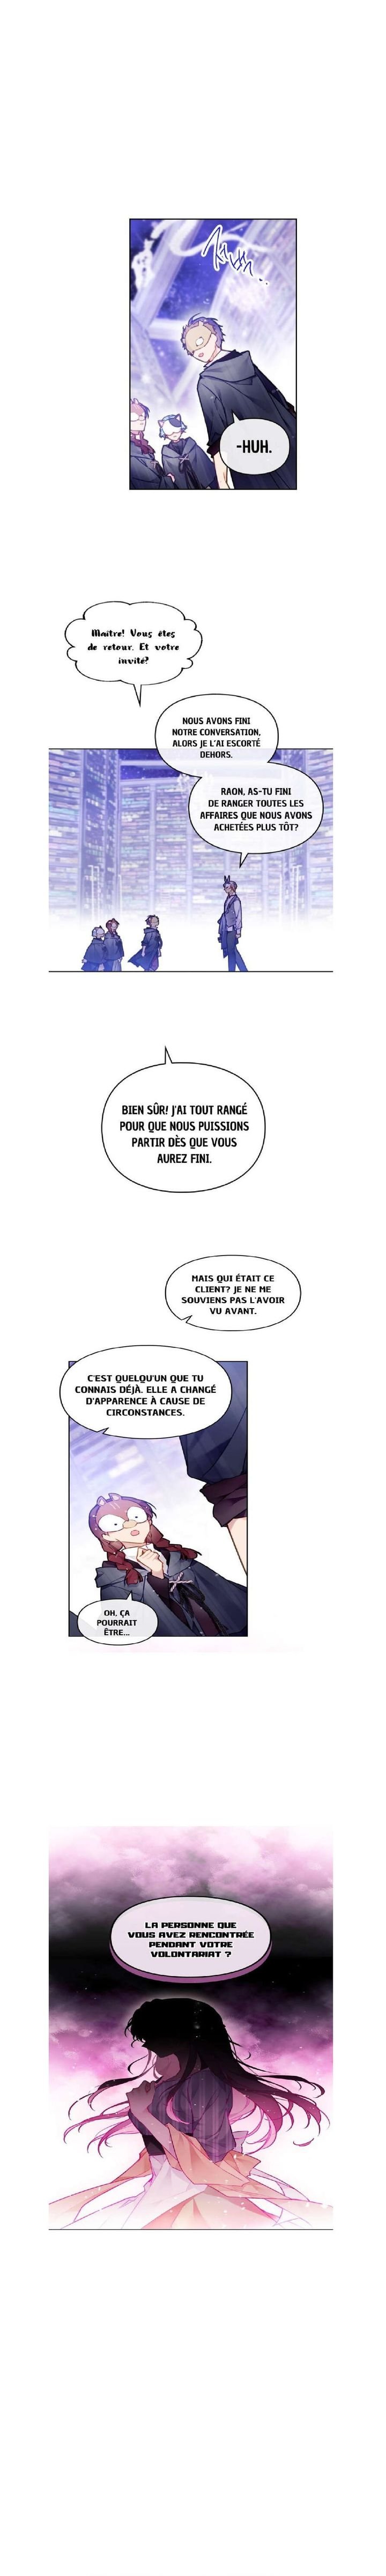 -HUH.
Maître! Vous êtes
de retour. Et votre
invité?
NOUS AVONS FINI
NOTRE CONVERSATION,
ALORS JE L'AI ESCORTÉ
DEHORS.
RAON, AS-TU FINI
DE RANGER TOUTES LES
AFFAIRES QUE NOUS AVONS
ACHETÉES PLUS TÔT?
BIEN SÛR! J'AI TOUT RANGÉ
POUR QUE NOUS PUISSIONS
PARTIR DÈS QUE VOUS
AUREZ FINI.
MAIS QUI ÉTAIT CE
CLIENT? JE NE ME
SOUVIENS PAS L'AVOIR
VU AVANT.
C'EST QUELQU'UN QUE TU
CONNAIS DÉJÀ. ELLE A CHANGÉ
D'APPARENCE À CAUSE DE
CIRCONSTANCES.
OH, ÇA
POURRAIT
ÊTRE...
LA PERSONNE QUE
VOUS AVEZ RENCONTRÉE
PENDANT VOTRE
VOLONTARIAT ?